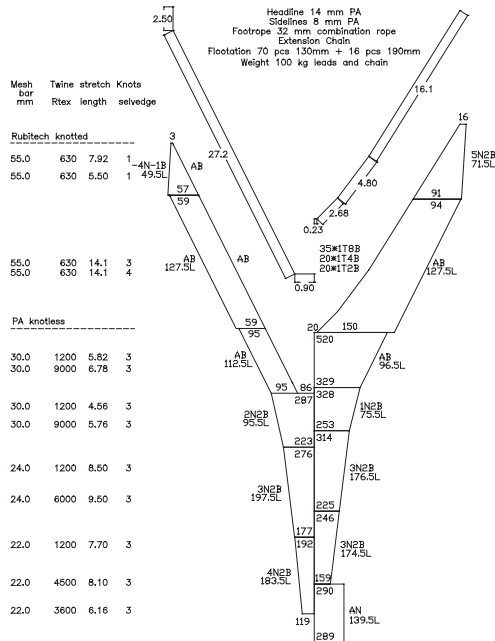 Headline 14 mm PA
Sidelines 8 mm PA
Footrope 32 mm combination rope
Extension Chain
Flootation 70 pcs 130mm + 16 pcs 190mm
Weight 100 kg leads and chain
2.50
16.1
27.2
4.80
2.68
0.23
0.90
35*1T8B
20*1T4B
20*1T2B
Mesh Twine stretch Knots
bar
mm Rtex length selvedge
Rubitech knotted
55.0 630 7.92 1
55.0 630 5.50 1
55.0 630 14.1 3
55.0 630 14.1 4
PA knotless
30.0 1200 5.82 3
30.0 9000 6.78 3
30.0 1200 4.56 3
30.0 9000 5.76 3
24.0 1200 8.50 3
24.0 6000 9.50 3
22.0 1200 7.70 3
22.0 4500 8.10 3
22.0 3600 6.16 3
3
-4N-1B
49.5L
AB
57
59
AB
127.5L
AB
59
95
AB
112.5L
95 86
287
2N2B
95.5L
223
276
3N2B
197.5L
177
192
4N2B
183.5L
119
16
5N2B
71.5L
91
94
AB
127.5L
20 150
520
AB
96.5L
329
328
1N2B
75.5L
253
314
3N2B
176.5L
225
246
3N2B
174.5L
159
290
AN
139.5L
289